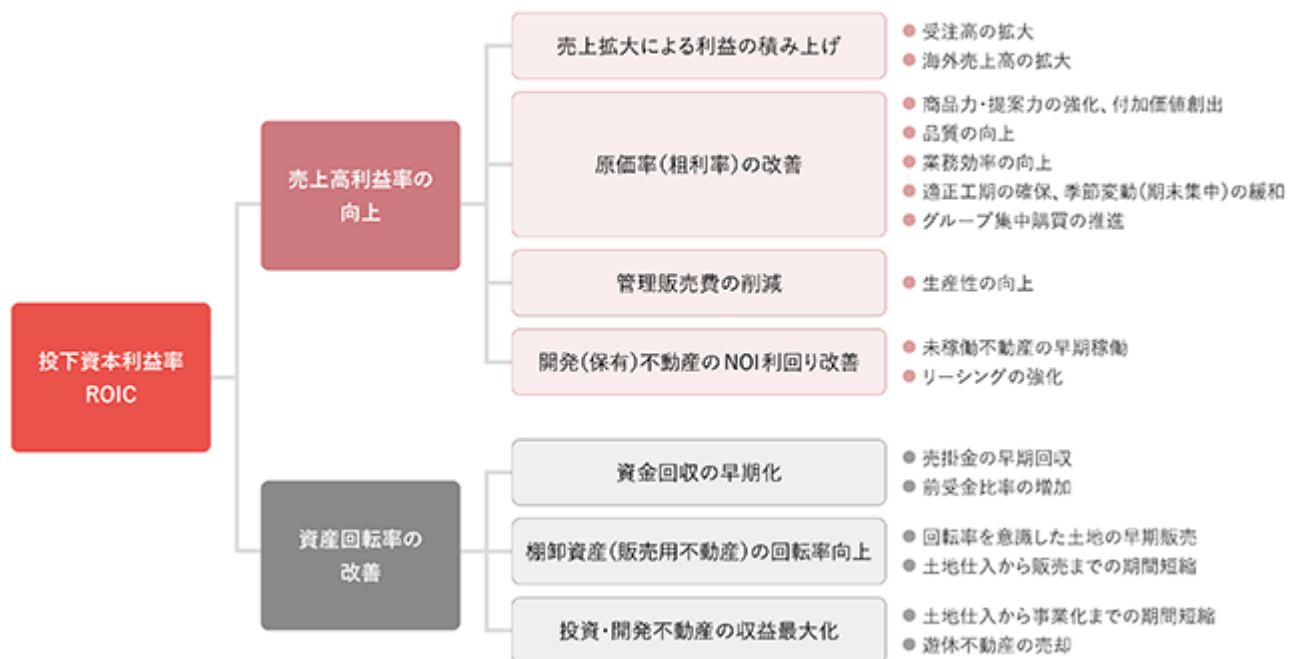 投下資本利益率
ROIC
売上高利益率の
向上
売上拡大による利益の積み上げ
受注高の拡大
海外売上高の拡大
原価率(粗利率)の改善
商品力・提案力の強化、付加価値創出
品質の向上
業務効率の向上
適正工期の確保、季節変動(期末集中)の緩和
グループ集中購買の推進
管理販売費の削減
生産性の向上
開発(保有)不動産のNOI利回り改善
未稼働不動産の早期稼働
リーシングの強化
資産回転率の
改善
資金回収の早期化
売掛金の早期回収
前受金比率の増加
棚卸資産(販売用不動産)の回転率向上
回転率を意識した土地の早期販売
土地仕入から販売までの期間短縮
投資・開発不動産の収益最大化
土地仕入から事業化までの期間短縮
遊休不動産の売却